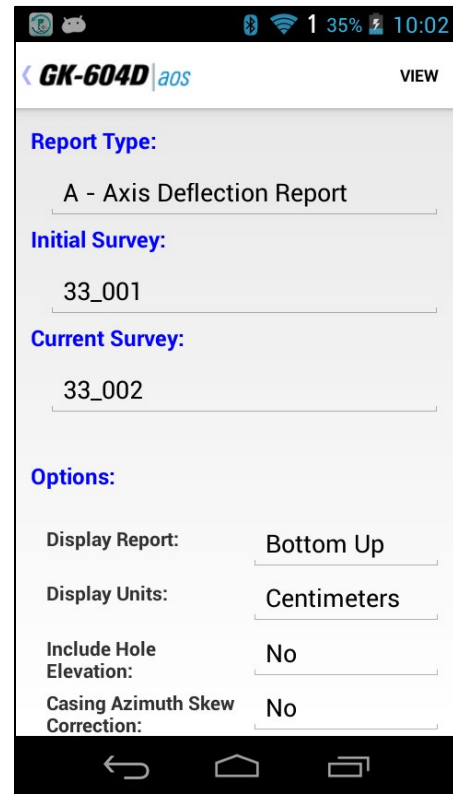 1 35% 10:02
GK-604D aos VIEW
Report Type:
A - Axis Deflection Report
Initial Survey:
33_001
Current Survey:
33_002
Options:
Display Report: Bottom Up
Display Units: Centimeters
Include Hole
Elevation: No
Casing Azimuth Skew
Correction: No